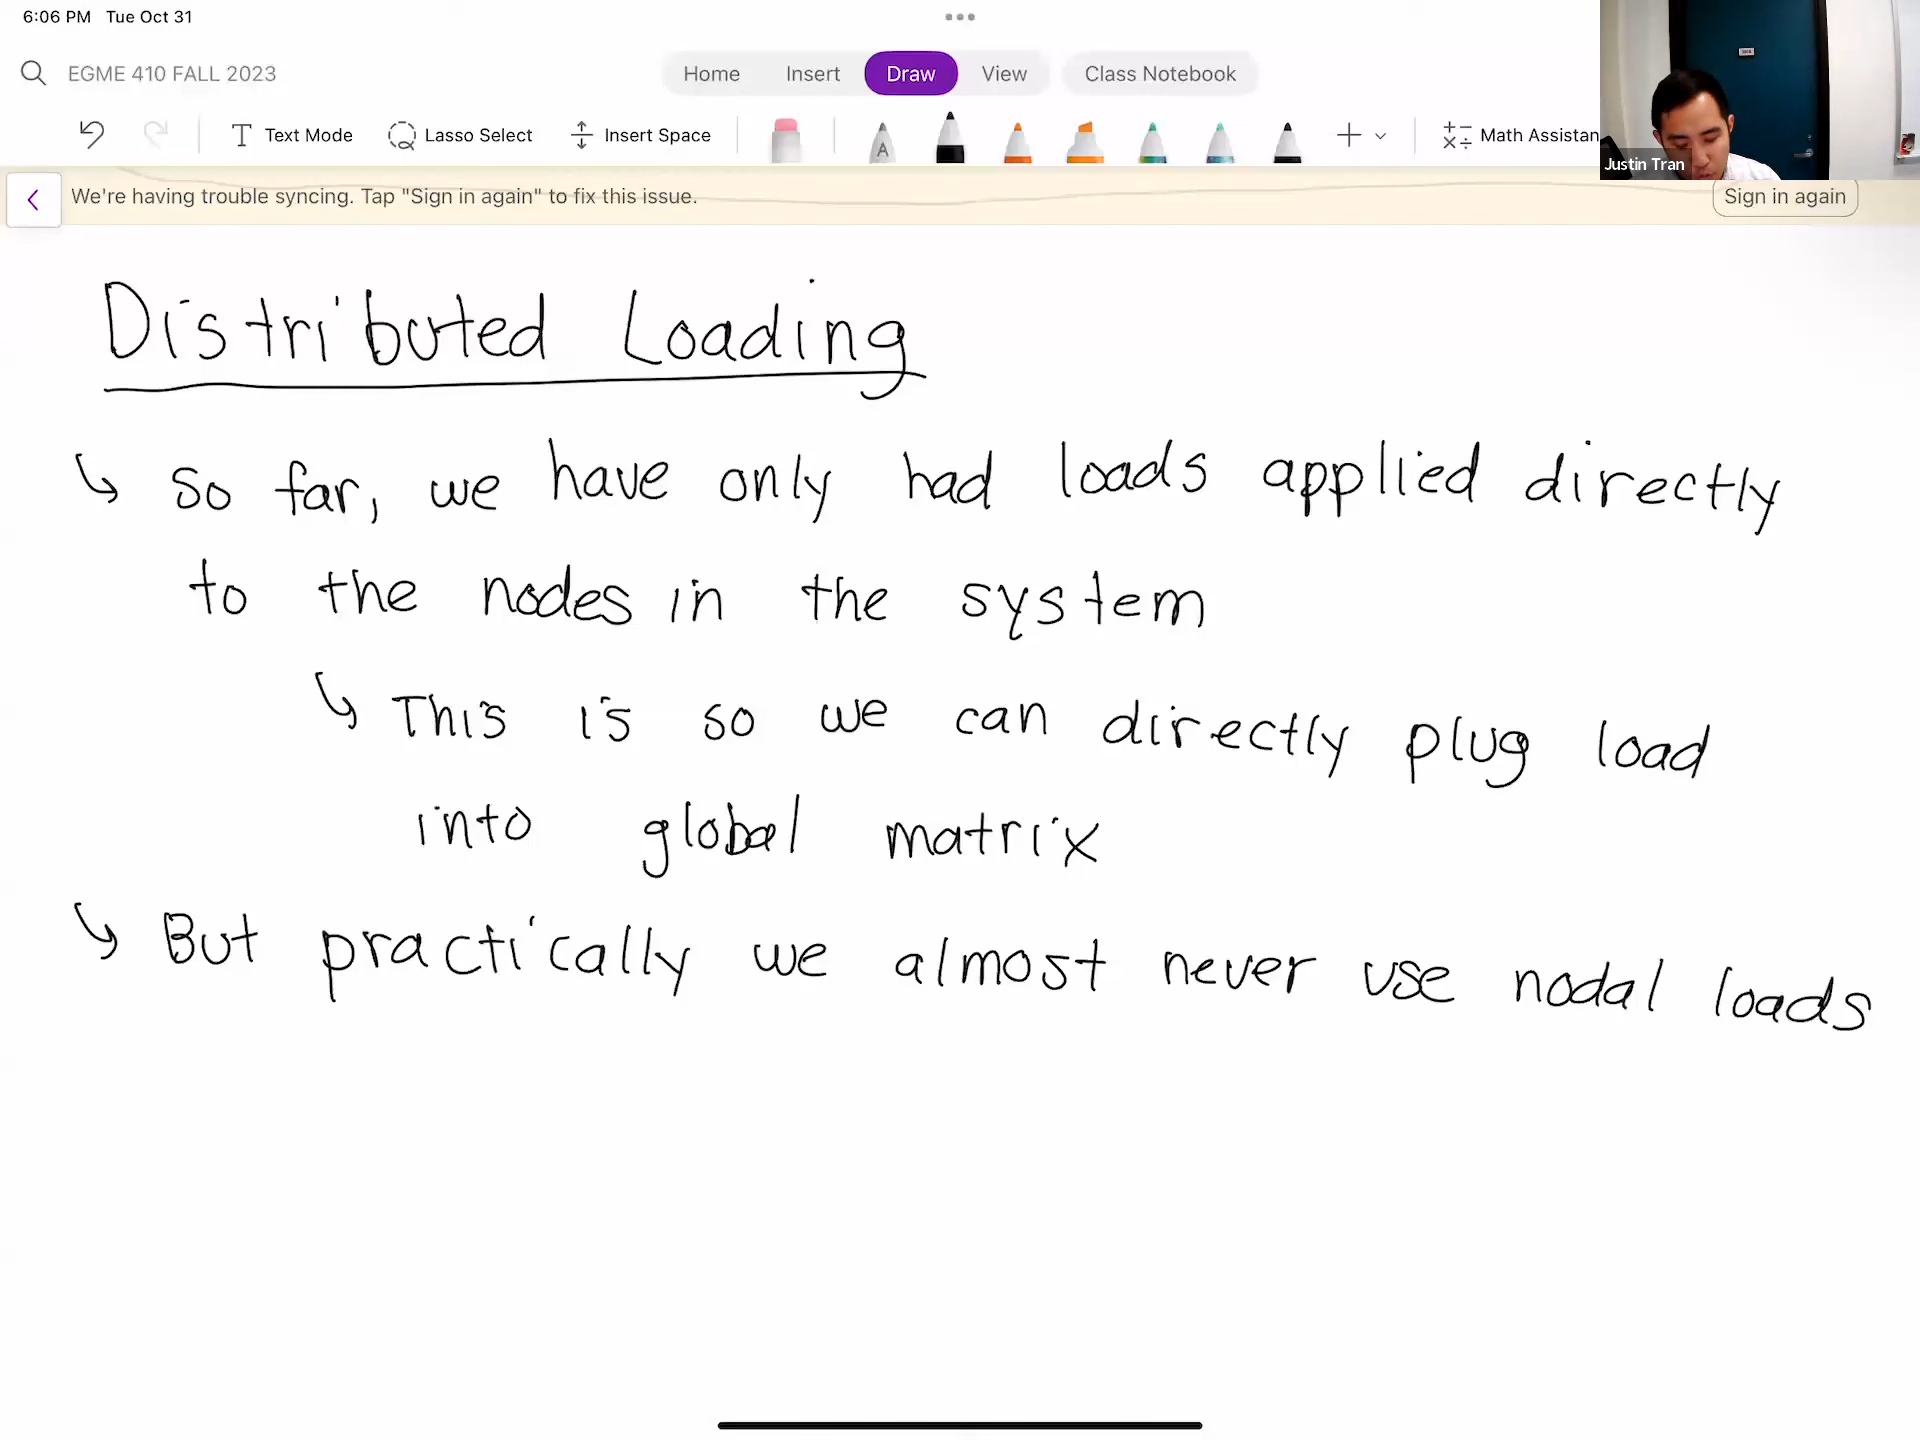 6:06 PM Tue Oct 31
EGME 410 FALL 2023
Home Insert Draw View Class Notebook
Text Mode Lasso Select Insert Space A Math Assistan
Justin Tran
We're having trouble syncing. Tap "Sign in again" to fix this issue.
Sign in again
Distributed Loading
↳ So far, we have only had loads applied directly
to the nodes in the system
↳ This is so we can directly plug load
into global matrix
↳ But practically we almost never use nodal loads